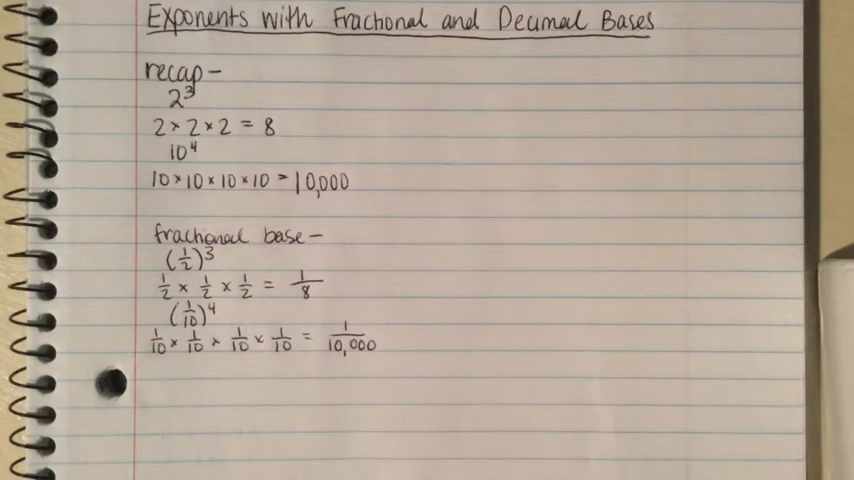 Exponents with Fractional and Decimal Bases
recap-
2³
2 × 2 × 2 = 8
10⁴
10 × 10 × 10 × 10 = 10,000
fractional base-
(1/2)³
1/2 × 1/2 × 1/2 = 1/8
(1/10)⁴
1/10 × 1/10 × 1/10 × 1/10 = 1/10,000